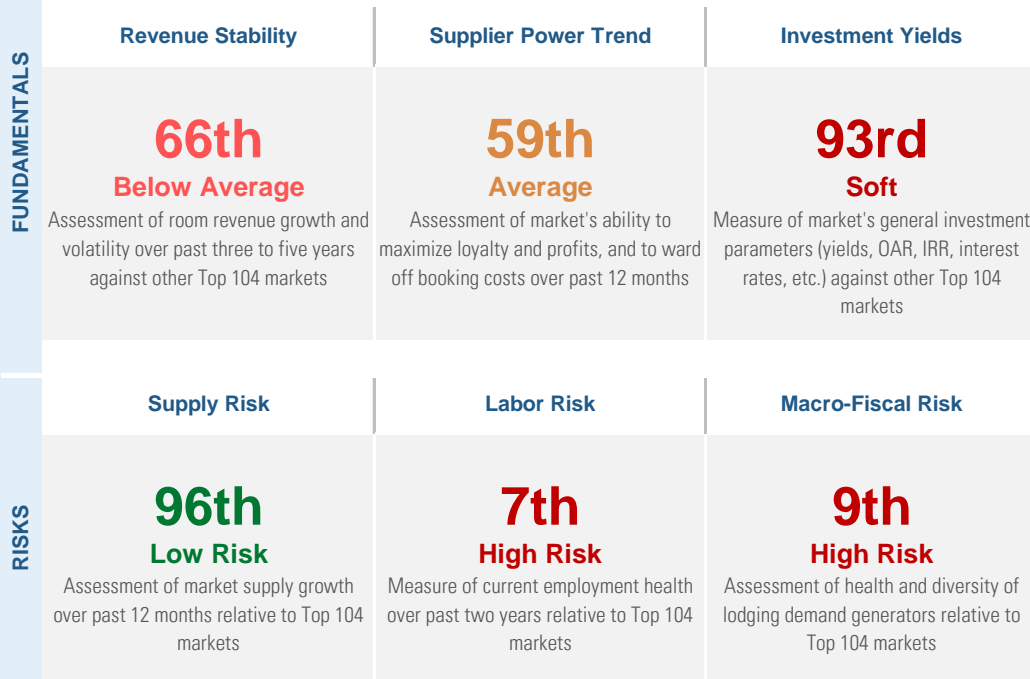 FUNDAMENTALS
Revenue Stability
66th
Below Average
Assessment of room revenue growth and
volatility over past three to five years
against other Top 104 markets
Supplier Power Trend
59th
Average
Assessment of market's ability to
maximize loyalty and profits, and to ward
off booking costs over past 12 months
Investment Yields
93rd
Soft
Measure of market's general investment
parameters (yields, OAR, IRR, interest
rates, etc.) against other Top 104
markets
RISKS
Supply Risk
96th
Low Risk
Assessment of market supply growth
over past 12 months relative to Top 104
markets
Labor Risk
7th
High Risk
Measure of current employment health
over past two years relative to Top 104
markets
Macro-Fiscal Risk
9th
High Risk
Assessment of health and diversity of
lodging demand generators relative to
Top 104 markets